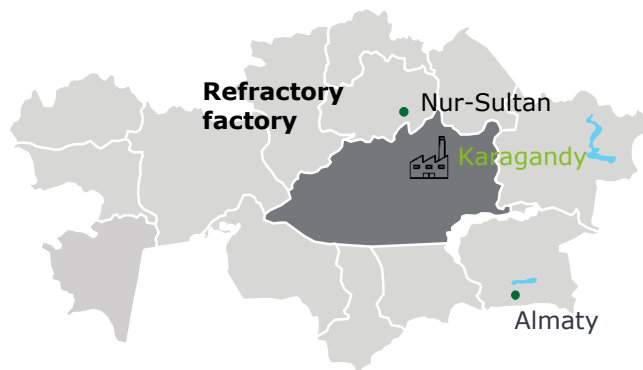 Refractory
factory
Nur-Sultan
Karagandy
Almaty